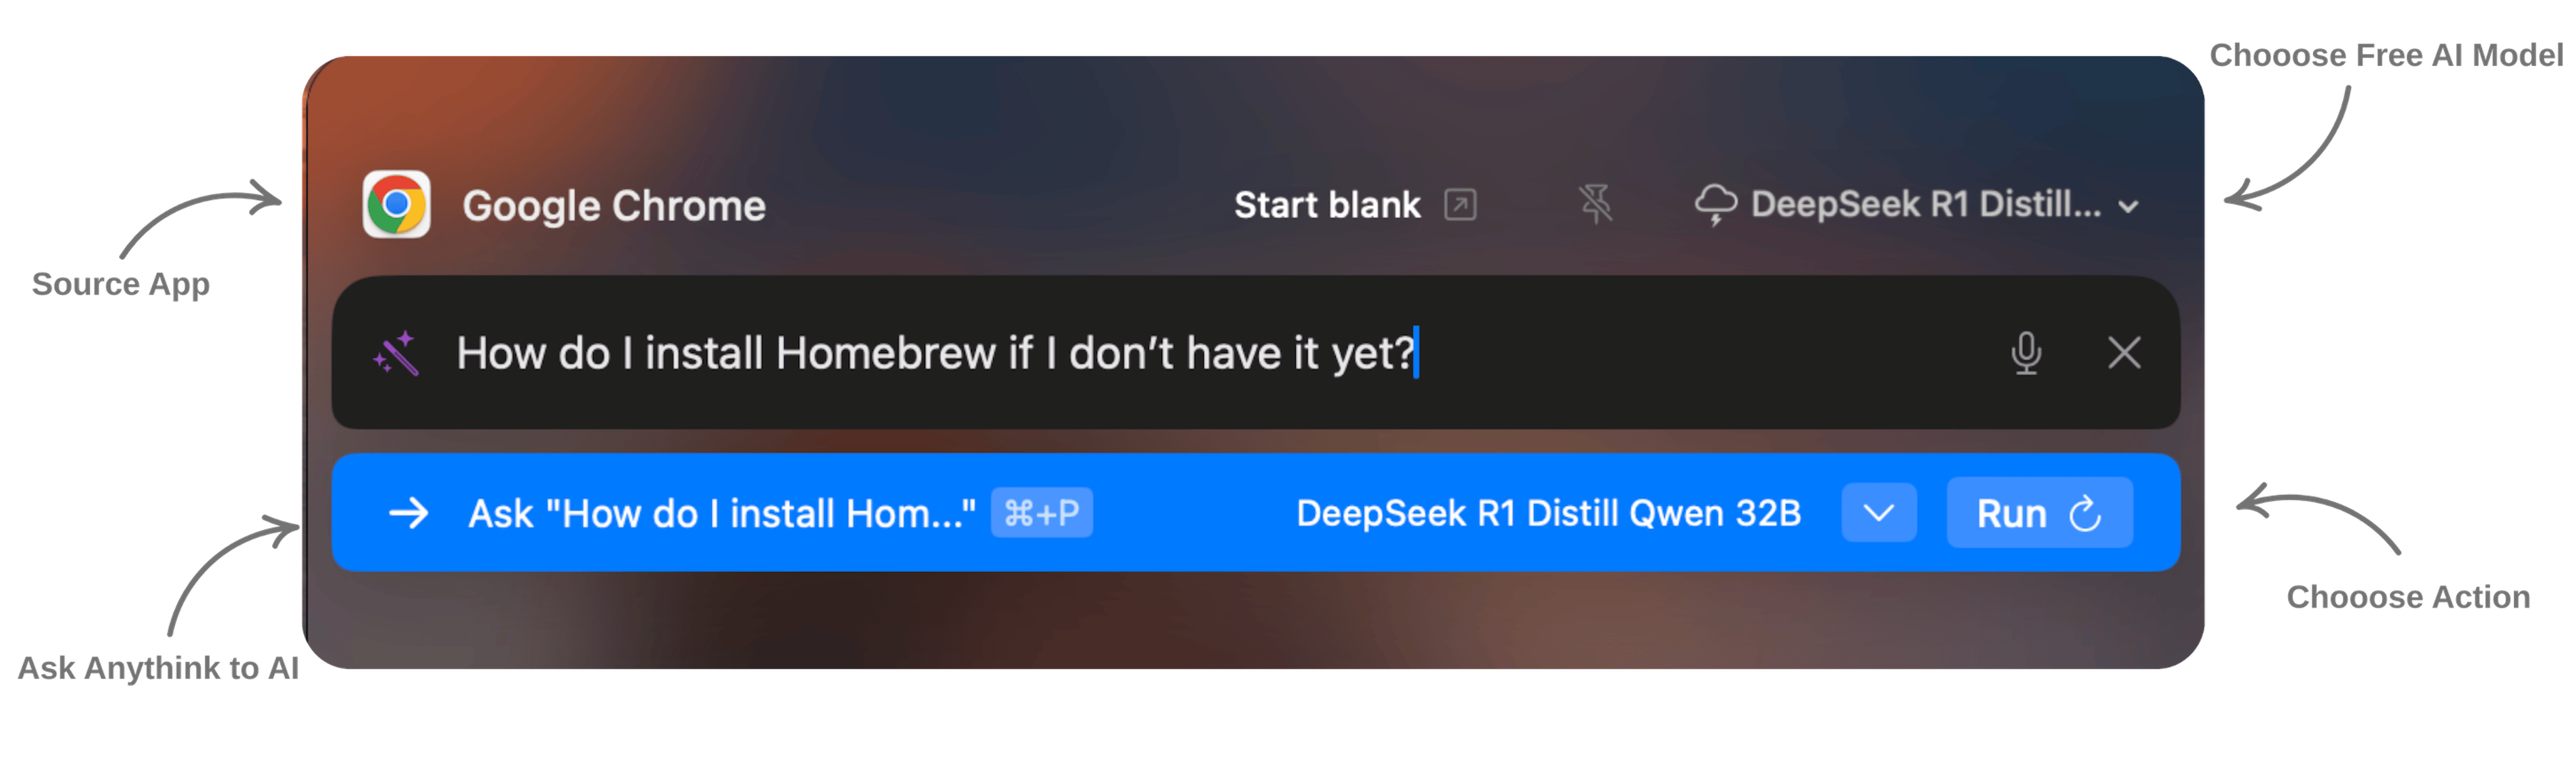 Chooose Free AI Model
Google Chrome
Start blank
DeepSeek R1 Distill...
Source App
How do I install Homebrew if I don’t have it yet?
Ask "How do I install Hom..." ⌘+P
DeepSeek R1 Distill Qwen 32B
Run
Chooose Action
Ask Anythink to AI